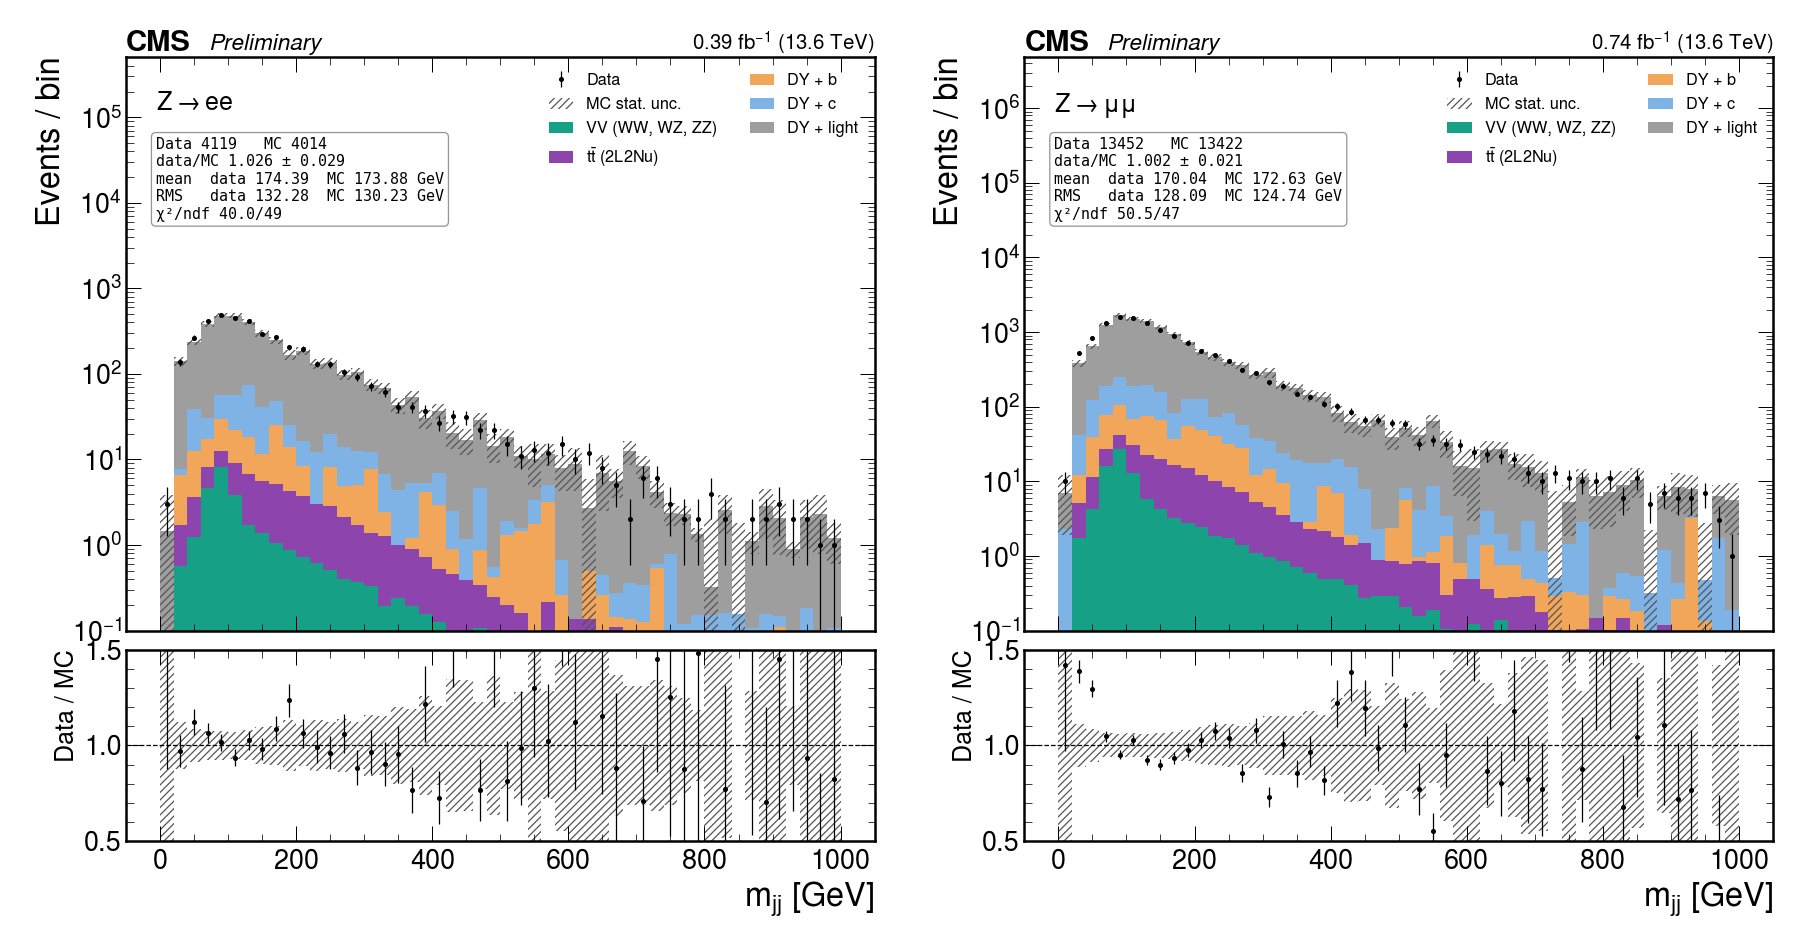 CMS Preliminary 0.39 fb⁻¹ (13.6 TeV)
Events / bin
Z → ee
Data
MC stat. unc.
VV (WW, WZ, ZZ)
tt̄ (2L2Nu)
DY + b
DY + c
DY + light
Data 4119 MC 4014
data/MC 1.026 ± 0.029
mean data 174.39 MC 173.88 GeV
RMS data 132.28 MC 130.23 GeV
χ²/ndf 40.0/49
10⁵
10⁴
10³
10²
10¹
10⁰
10⁻¹
Data / MC
1.5
1.0
0.5
0 200 400 600 800 1000
m_jj [GeV]
CMS Preliminary 0.74 fb⁻¹ (13.6 TeV)
Events / bin
Z → μμ
Data
MC stat. unc.
VV (WW, WZ, ZZ)
tt̄ (2L2Nu)
DY + b
DY + c
DY + light
Data 13452 MC 13422
data/MC 1.002 ± 0.021
mean data 170.04 MC 172.63 GeV
RMS data 128.09 MC 124.74 GeV
χ²/ndf 50.5/47
10⁶
10⁵
10⁴
10³
10²
10¹
10⁰
10⁻¹
Data / MC
1.5
1.0
0.5
0 200 400 600 800 1000
m_jj [GeV]